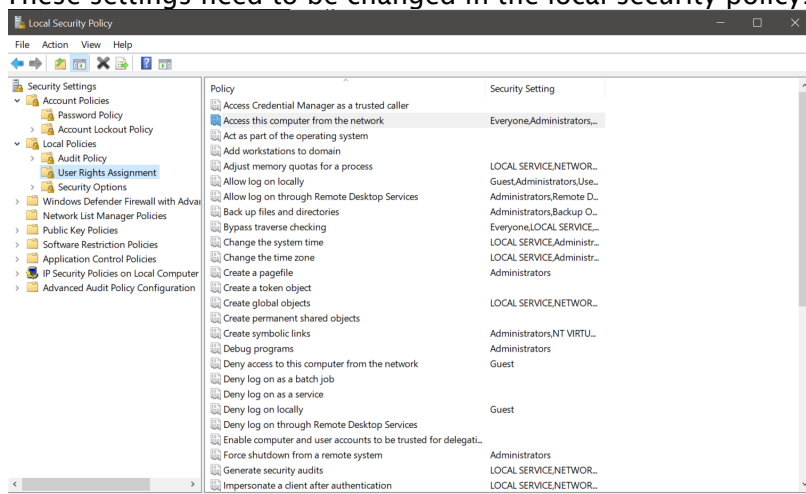 These settings need to be changed in the local security policy.
Local Security Policy
File Action View Help
Security Settings
Account Policies
Password Policy
Account Lockout Policy
Local Policies
Audit Policy
User Rights Assignment
Security Options
Windows Defender Firewall with Advan
Network List Manager Policies
Public Key Policies
Software Restriction Policies
Application Control Policies
IP Security Policies on Local Computer
Advanced Audit Policy Configuration
Policy Security Setting
Access Credential Manager as a trusted caller
Access this computer from the network Everyone,Administrators,...
Act as part of the operating system
Add workstations to domain
Adjust memory quotas for a process LOCAL SERVICE,NETWOR...
Allow log on locally Guest,Administrators,Use...
Allow log on through Remote Desktop Services Administrators,Remote D...
Back up files and directories Administrators,Backup O...
Bypass traverse checking Everyone,LOCAL SERVICE,...
Change the system time LOCAL SERVICE,Administr...
Change the time zone LOCAL SERVICE,Administr...
Create a pagefile Administrators
Create a token object
Create global objects LOCAL SERVICE,NETWOR...
Create permanent shared objects
Create symbolic links Administrators,NT VIRTU...
Debug programs Administrators
Deny access to this computer from the network Guest
Deny log on as a batch job
Deny log on as a service
Deny log on locally Guest
Deny log on through Remote Desktop Services
Enable computer and user accounts to be trusted for delegati...
Force shutdown from a remote system Administrators
Generate security audits LOCAL SERVICE,NETWOR...
Impersonate a client after authentication LOCAL SERVICE,NETWOR...